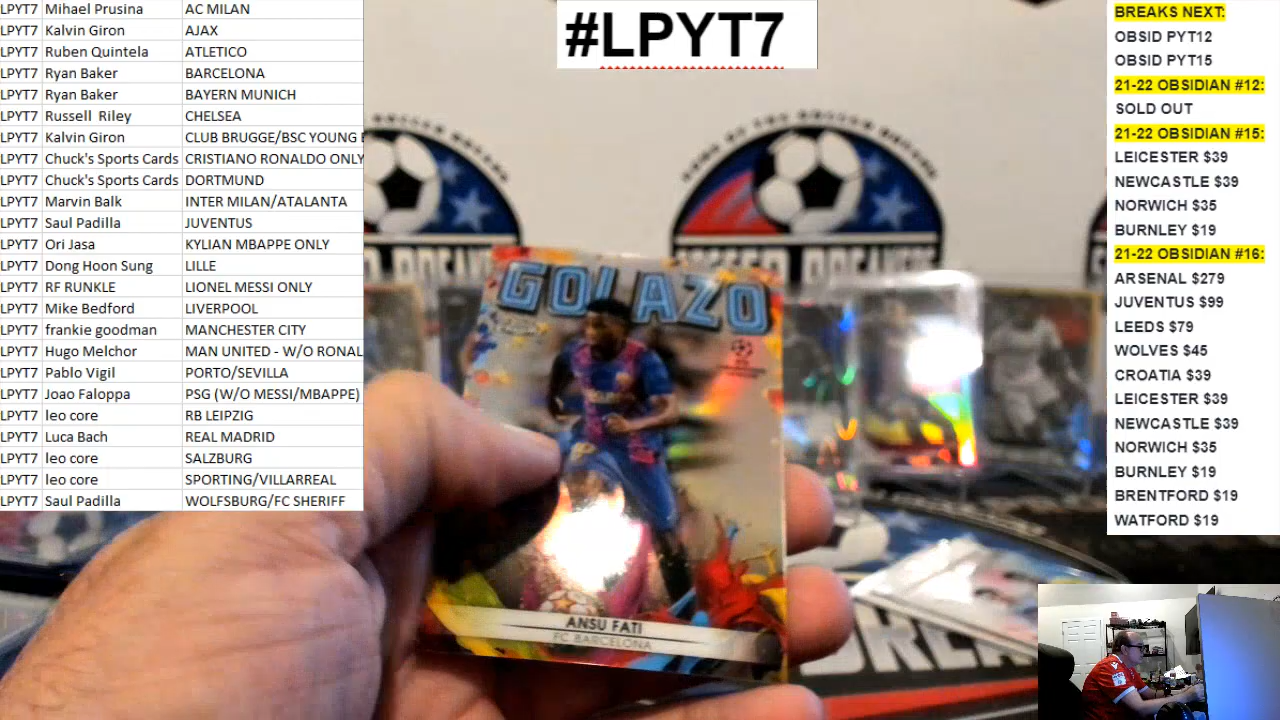 LPYT7 Mihael Prusina AC MILAN
LPYT7 Kalvin Giron AJAX
LPYT7 Ruben Quintela ATLETICO
LPYT7 Ryan Baker BARCELONA
LPYT7 Ryan Baker BAYERN MUNICH
LPYT7 Russell Riley CHELSEA
LPYT7 Kalvin Giron CLUB BRUGGE/BSC YOUNG
LPYT7 Chuck's Sports Cards CRISTIANO RONALDO ONLY
LPYT7 Chuck's Sports Cards DORTMUND
LPYT7 Marvin Balk INTER MILAN/ATALANTA
LPYT7 Saul Padilla JUVENTUS
LPYT7 Ori Jasa KYLIAN MBAPPE ONLY
LPYT7 Dong Hoon Sung LILLE
LPYT7 RF RUNKLE LIONEL MESSI ONLY
LPYT7 Mike Bedford LIVERPOOL
LPYT7 frankie goodman MANCHESTER CITY
LPYT7 Hugo Melchor MAN UNITED - W/O RONAL
LPYT7 Pablo Vigil PORTO/SEVILLA
LPYT7 Joao Faloppa PSG (W/O MESSI/MBAPPE)
LPYT7 leo core RB LEIPZIG
LPYT7 Luca Bach REAL MADRID
LPYT7 leo core SALZBURG
LPYT7 leo core SPORTING/VILLARREAL
LPYT7 Saul Padilla WOLFSBURG/FC SHERIFF
#LPYT7
GOLAZO
ANSU FATI
FC BARCELONA
BREAKS NEXT:
OBSID PYT12
OBSID PYT15
21-22 OBSIDIAN #12:
SOLD OUT
21-22 OBSIDIAN #15:
LEICESTER $39
NEWCASTLE $39
NORWICH $35
BURNLEY $19
21-22 OBSIDIAN #16:
ARSENAL $279
JUVENTUS $99
LEEDS $79
WOLVES $45
CROATIA $39
LEICESTER $39
NEWCASTLE $39
NORWICH $35
BURNLEY $19
BRENTFORD $19
WATFORD $19